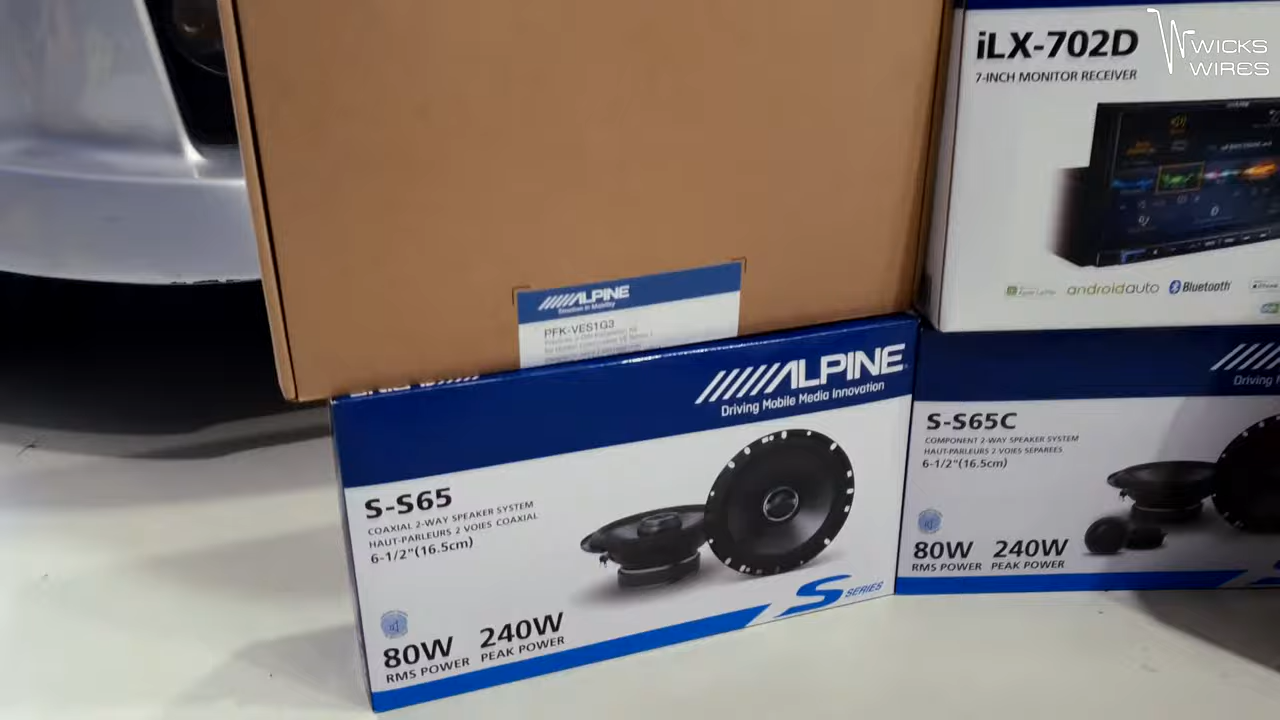 iLX-702D
7-INCH MONITOR RECEIVER
WICKS
WIRES
androidauto
Bluetooth
ALPINE
PFK-VES1G3
ALPINE
Driving Mobile Media Innovation
S-S65
COAXIAL 2-WAY SPEAKER SYSTEM
HAUT-PARLEURS 2 VOIES COAXIAL
6-1/2"(16.5cm)
80W 240W
RMS POWER PEAK POWER
S SERIES
Driving
S-S65C
COMPONENT 2-WAY SPEAKER SYSTEM
HAUT-PARLEURS 2 VOIES SEPAREES
6-1/2"(16.5cm)
80W 240W
RMS POWER PEAK POWER